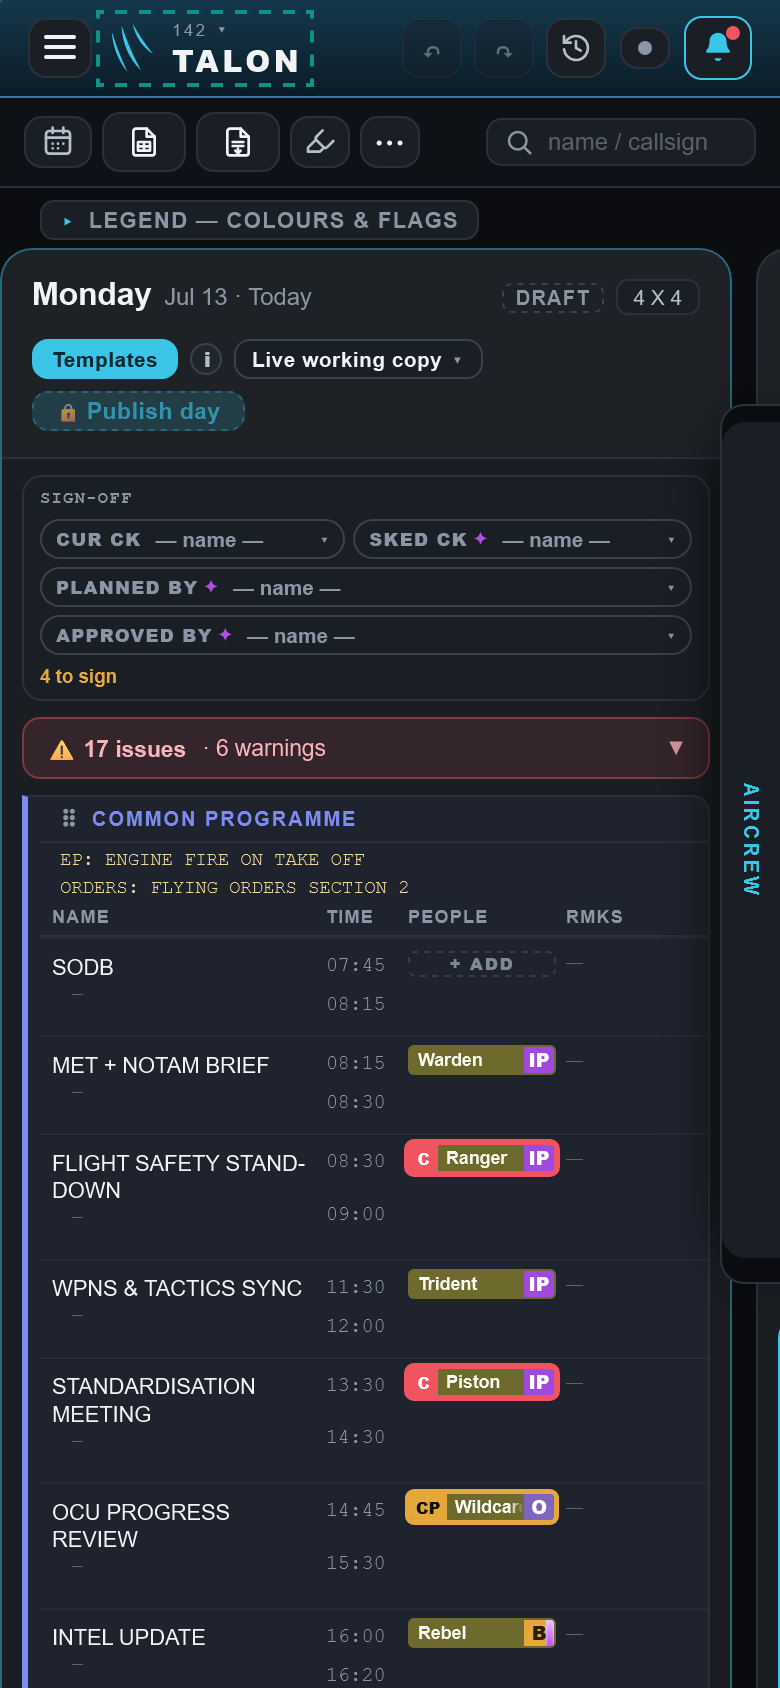 142 ▾
TALON
name / callsign
▸ LEGEND — COLOURS & FLAGS
Monday Jul 13 · Today DRAFT 4 X 4
Templates i Live working copy ▾
🔒 Publish day
SIGN-OFF
CUR CK — name — ▾ SKED CK ✦ — name — ▾
PLANNED BY ✦ — name — ▾
APPROVED BY ✦ — name — ▾
4 to sign
⚠ 17 issues · 6 warnings ▼
COMMON PROGRAMME
EP: ENGINE FIRE ON TAKE OFF
ORDERS: FLYING ORDERS SECTION 2
NAME TIME PEOPLE RMKS
SODB 07:45 + ADD —
— 08:15
MET + NOTAM BRIEF 08:15 Warden IP —
— 08:30
FLIGHT SAFETY STAND- 08:30 C Ranger IP —
DOWN
— 09:00
WPNS & TACTICS SYNC 11:30 Trident IP —
— 12:00
STANDARDISATION 13:30 C Piston IP —
MEETING
— 14:30
OCU PROGRESS 14:45 CP Wildcar O —
REVIEW
— 15:30
INTEL UPDATE 16:00 Rebel B —
— 16:20
AIRCREW